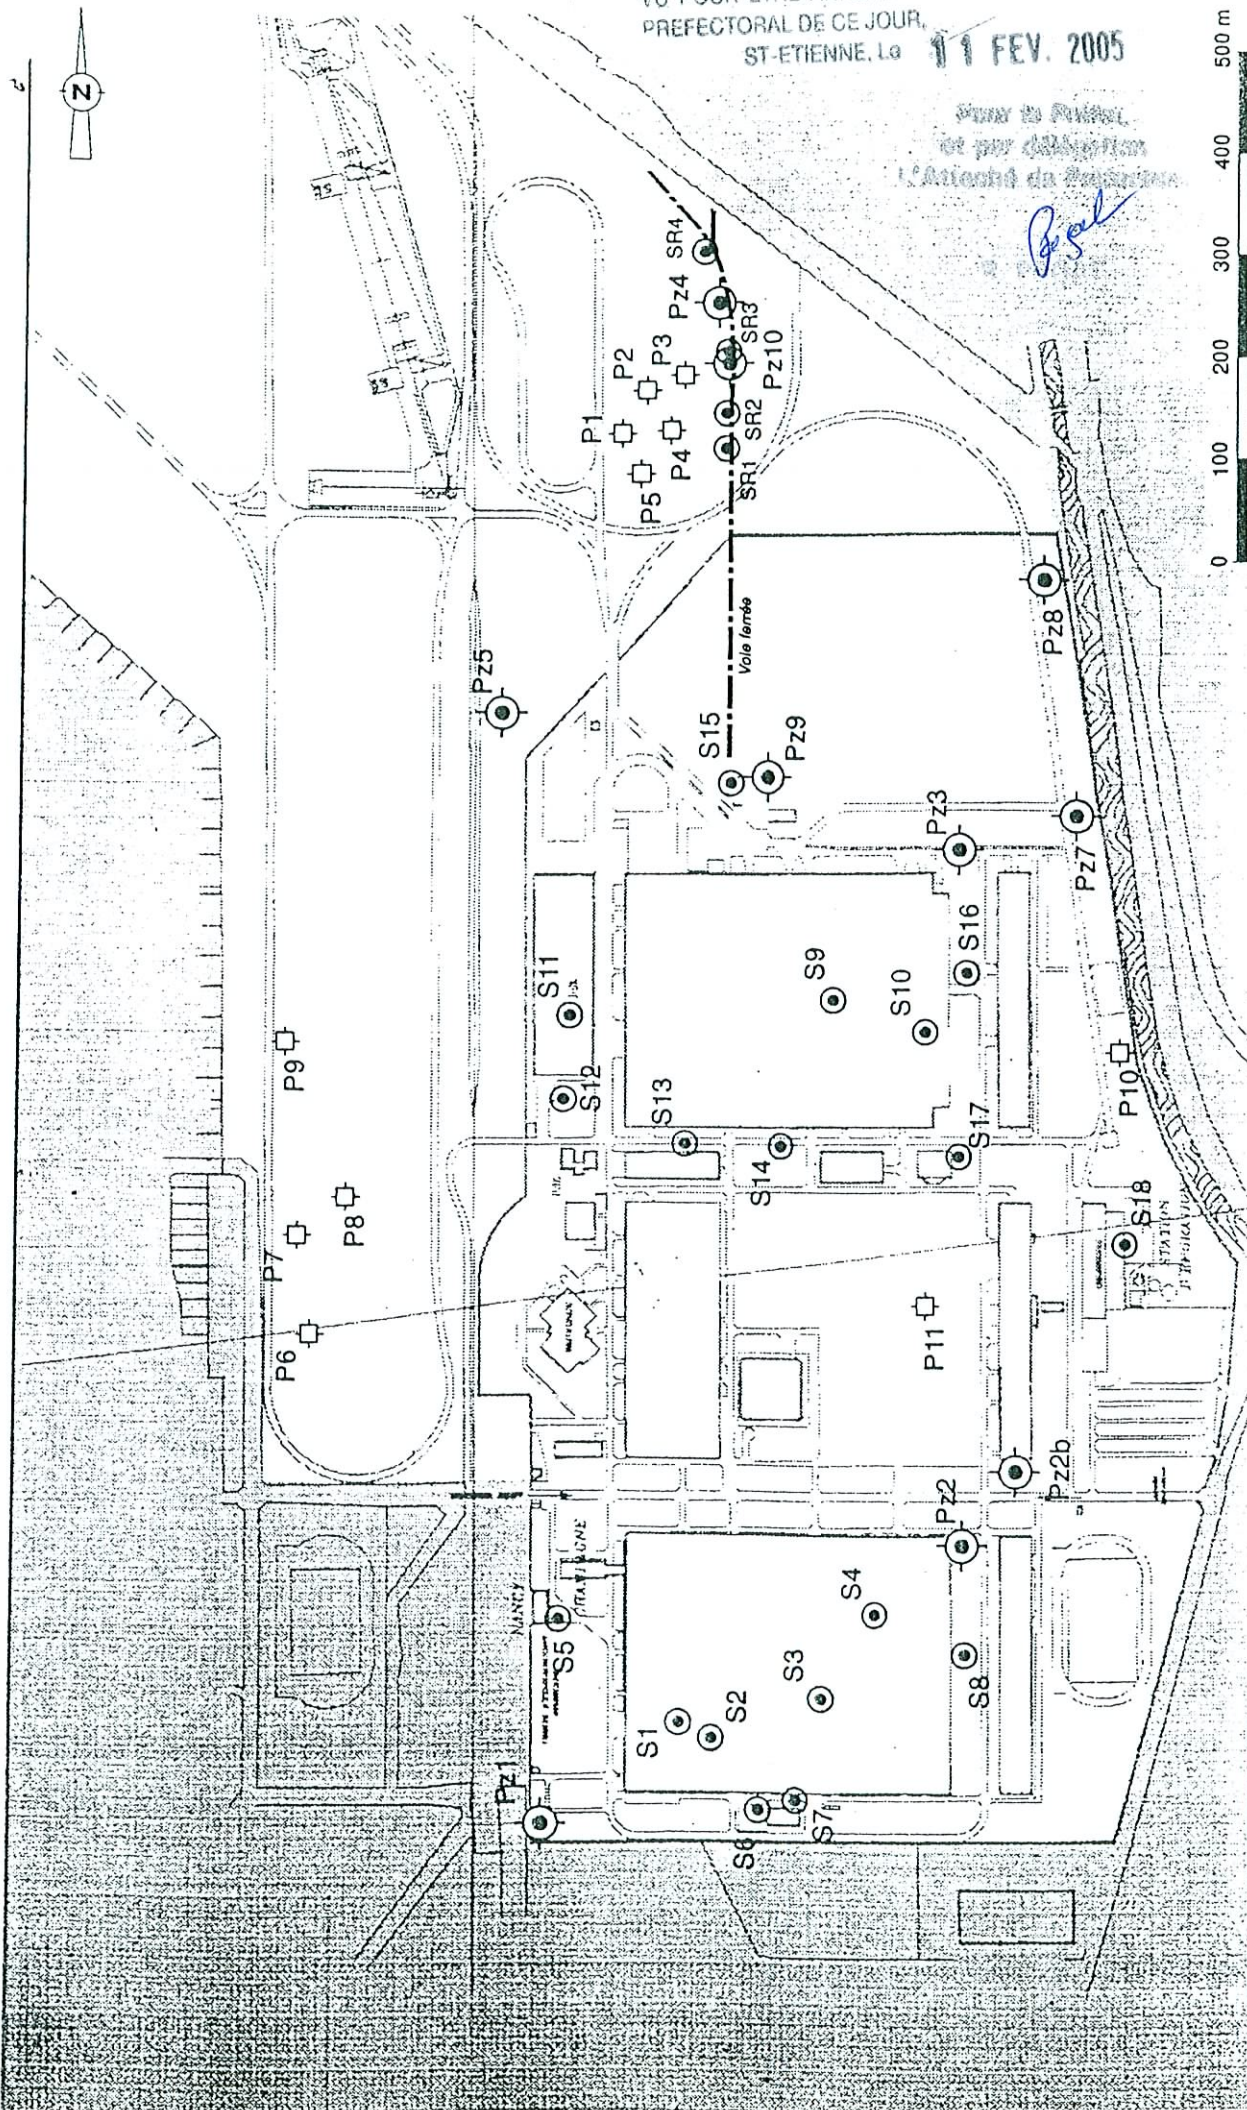 PREFECTORAL DE CE JOUR,
ST-ETIENNE, Le 11 FEV. 2005
et par délégation
N
SR4
Pz4
SR3
Pz10
P3
P2
P1
P4
P5
SR2
SR1
Voie ferrée
Pz5
S15
Pz9
Pz8
Pz3
Pz7
S11
S9
S10
S16
P9
S12
S13
S14
S17
P10
P7
P8
P6
S18
STATION
P11
Pz2
Pz2b
S5
S4
S3
S1
S2
S8
Pz1
S6
S7
0 100 200 300 400 500 m